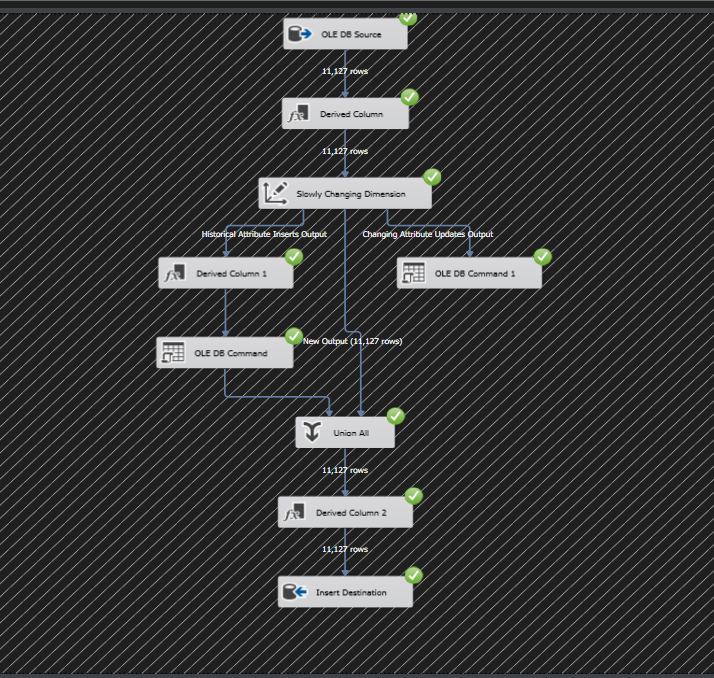 OLE DB Source
11,127 rows
Derived Column
11,127 rows
Slowly Changing Dimension
Historical Attribute Inserts Output
Changing Attribute Updates Output
Derived Column 1
OLE DB Command 1
New Output (11,127 rows)
OLE DB Command
Union All
11,127 rows
Derived Column 2
11,127 rows
Insert Destination